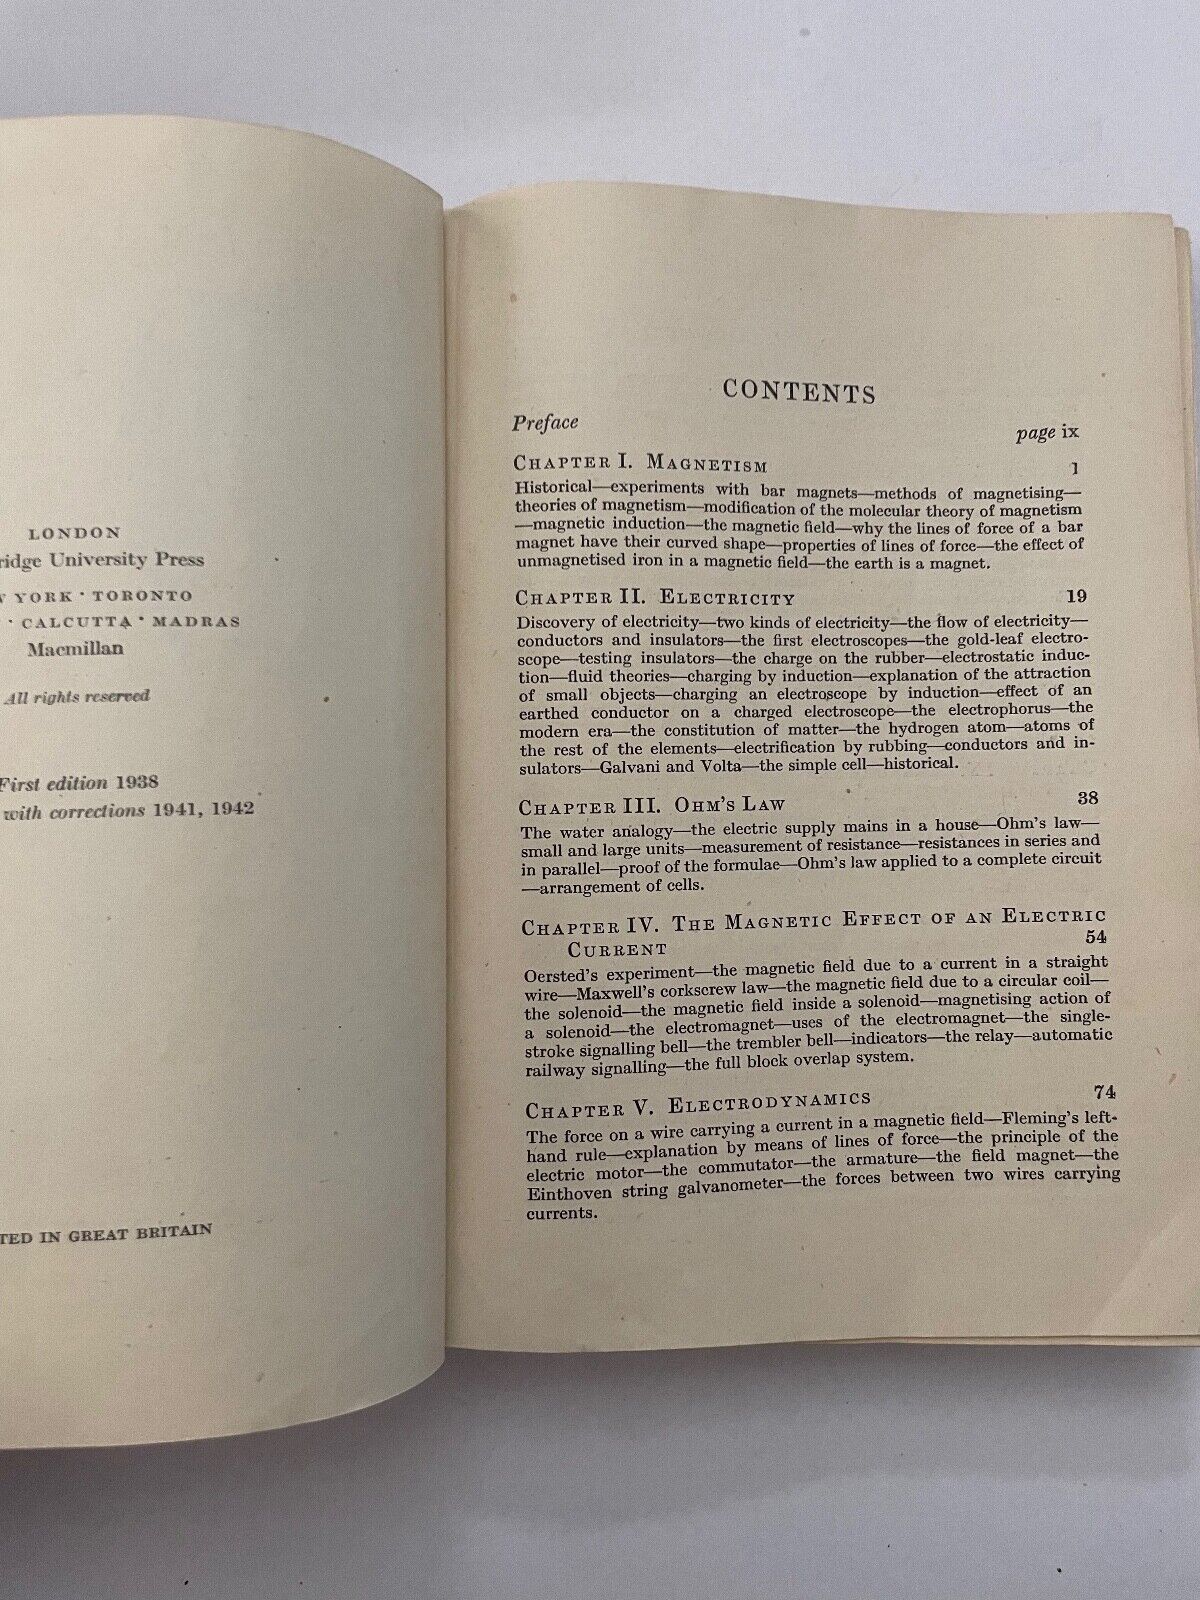 LONDON
University Press
YORK · TORONTO
· CALCUTTA · MADRAS
Macmillan
All rights reserved
First edition 1938
with corrections 1941, 1942
IN GREAT BRITAIN
CONTENTS
Preface
page ix
CHAPTER I. MAGNETISM 1
Historical—experiments with bar magnets—methods of magnetising—
theories of magnetism—modification of the molecular theory of magnetism
—magnetic induction—the magnetic field—why the lines of force of a bar
magnet have their curved shape—properties of lines of force—the effect of
unmagnetised iron in a magnetic field—the earth is a magnet.
CHAPTER II. ELECTRICITY 19
Discovery of electricity—two kinds of electricity—the flow of electricity—
conductors and insulators—the first electroscopes—the gold-leaf electro-
scope—testing insulators—the charge on the rubber—electrostatic induc-
tion—fluid theories—charging by induction—explanation of the attraction
of small objects—charging an electroscope by induction—effect of an
earthed conductor on a charged electroscope—the electrophorus—the
modern era—the constitution of matter—the hydrogen atom—atoms of
the rest of the elements—electrification by rubbing—conductors and in-
sulators—Galvani and Volta—the simple cell—historical.
CHAPTER III. OHM'S LAW 38
The water analogy—the electric supply mains in a house—Ohm's law—
small and large units—measurement of resistance—resistances in series and
in parallel—proof of the formulae—Ohm's law applied to a complete circuit
—arrangement of cells.
CHAPTER IV. THE MAGNETIC EFFECT OF AN ELECTRIC
CURRENT 54
Oersted's experiment—the magnetic field due to a current in a straight
wire—Maxwell's corkscrew law—the magnetic field due to a circular coil—
the solenoid—the magnetic field inside a solenoid—magnetising action of
a solenoid—the electromagnet—uses of the electromagnet—the single-
stroke signalling bell—the trembler bell—indicators—the relay—automatic
railway signalling—the full block overlap system.
CHAPTER V. ELECTRODYNAMICS 74
The force on a wire carrying a current in a magnetic field—Fleming's left-
hand rule—explanation by means of lines of force—the principle of the
electric motor—the commutator—the armature—the field magnet—the
Einthoven string galvanometer—the forces between two wires carrying
currents.